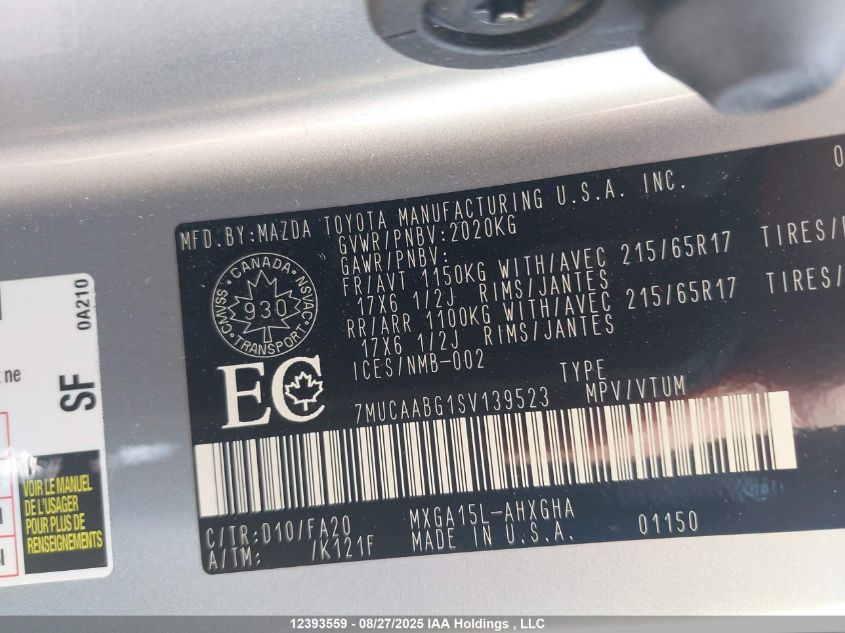 MFD.BY:MAZDA TOYOTA MANUFACTURING U.S.A. INC.
GVWR/PNBV:2020KG
GAWR/PNBV:
FR/AVT 1150KG WITH/AVEC 215/65R17 TIRES/
17X6 1/2J RIMS/JANTES
RR/ARR 1100KG WITH/AVEC 215/65R17 TIRES/
17X6 1/2J RIMS/JANTES
ICES/NMB-002
CANADA
CMVSS NSVAC
930
TRANSPORT
EC
TYPE
7MUCAABG1SV139523 MPV/VTUM
C/TR:D10/FA20 MXGA15L-AHXGHA
A/TM: /K121F MADE IN U.S.A. 01150
0A210
ne
SF
VOIR LE MANUEL
DE L'USAGER
POUR PLUS DE
RENSEIGNEMENTS
12393559 - 08/27/2025 IAA Holdings , LLC